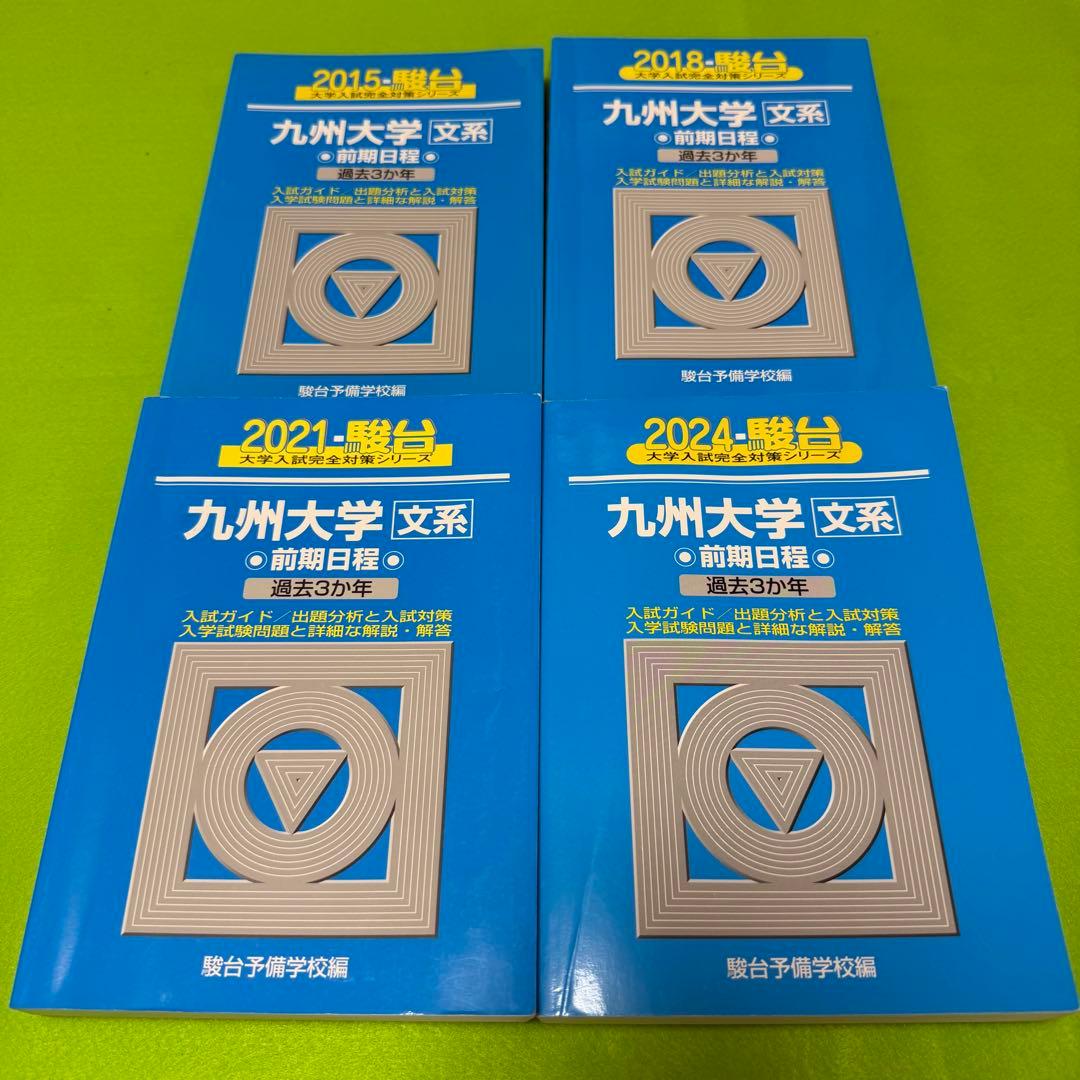 2015-駿台
大学入試完全対策シリーズ
九州大学 文系
前期日程
過去3か年
入試ガイド/出題分析と入試対策
入学試験問題と詳細な解説・解答
駿台予備学校編
2018-駿台
大学入試完全対策シリーズ
九州大学 文系
前期日程
過去3か年
入試ガイド/出題分析と入試対策
入学試験問題と詳細な解説・解答
駿台予備学校編
2021-駿台
大学入試完全対策シリーズ
九州大学 文系
前期日程
過去3か年
入試ガイド/出題分析と入試対策
入学試験問題と詳細な解説・解答
駿台予備学校編
2024-駿台
大学入試完全対策シリーズ
九州大学 文系
前期日程
過去3か年
入試ガイド/出題分析と入試対策
入学試験問題と詳細な解説・解答
駿台予備学校編